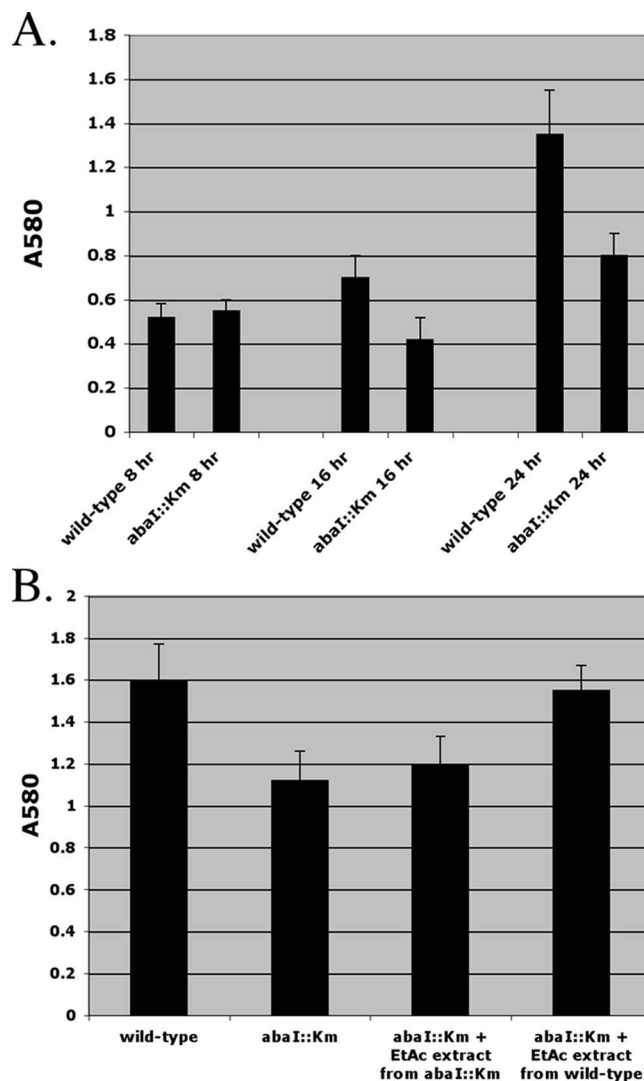 A.
1.8
1.6
1.4
1.2
1
0.8
0.6
0.4
0.2
0
A580
wild-type 8 hr
abaI::Km 8 hr
wild-type 16 hr
abaI::Km 16 hr
wild-type 24 hr
abaI::Km 24 hr
B.
2
1.8
1.6
1.4
1.2
1
0.8
0.6
0.4
0.2
0
A580
wild-type
abaI::Km
abaI::Km +
EtAc extract
from abaI::Km
abaI::Km +
EtAc extract
from wild-type